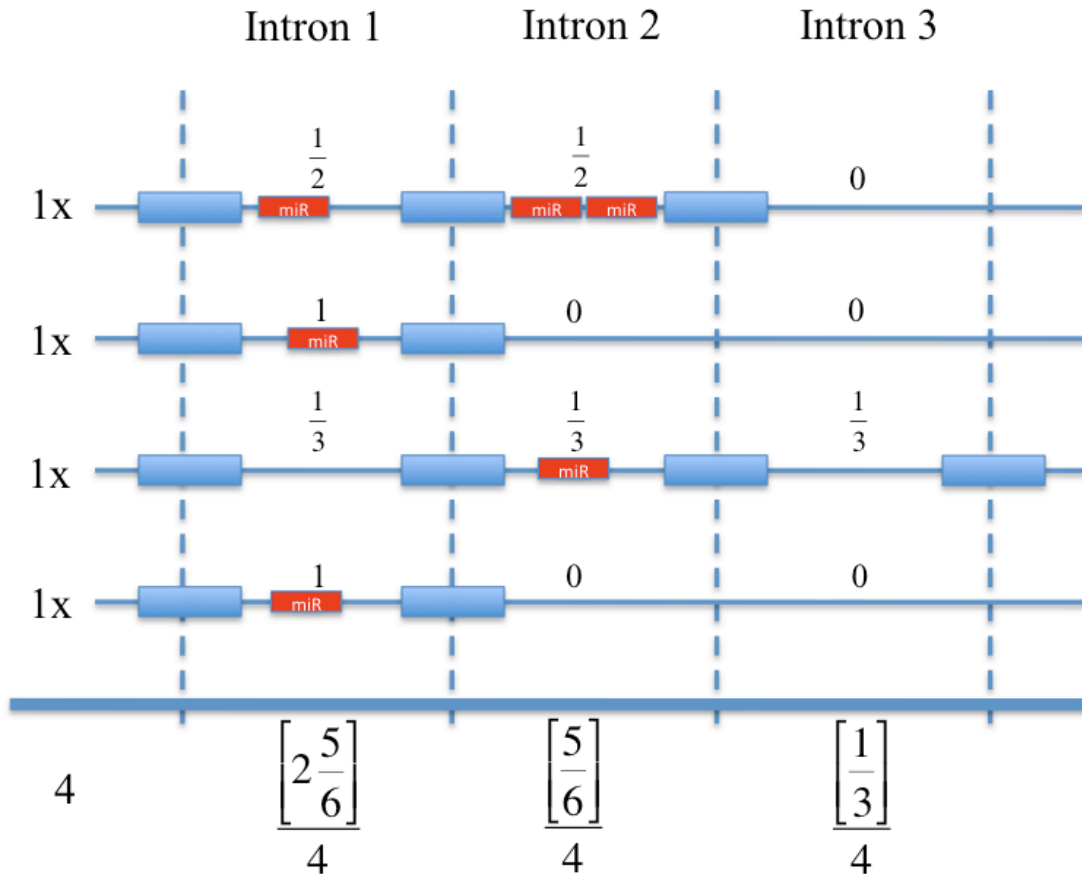 Intron 1 Intron 2 Intron 3
1/2 1/2 0
1x miR miR miR
1 0 0
1x miR
1/3 1/3 1/3
1x miR
1 0 0
1x miR
4 [2 5/6]/4 [5/6]/4 [1/3]/4